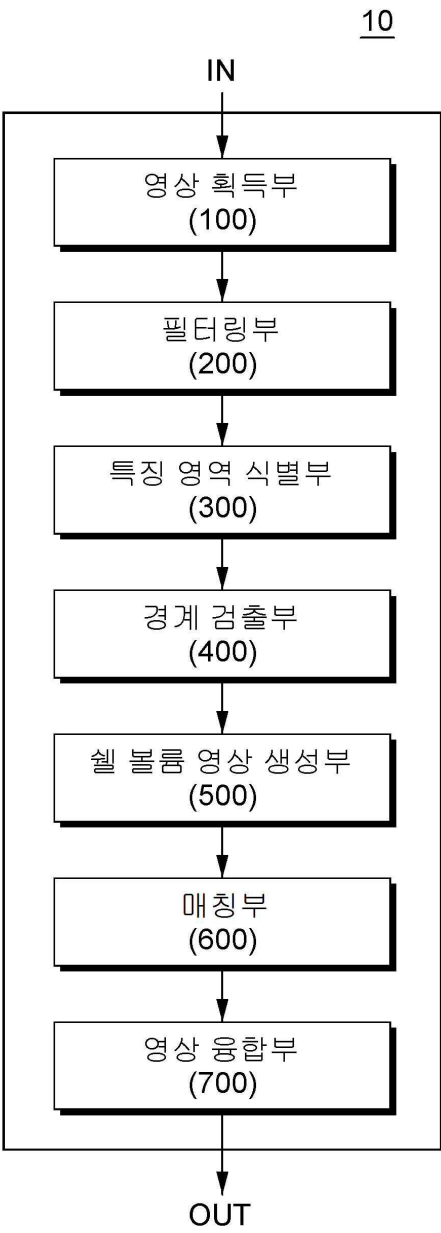 10
IN
영상 획득부
(100)
필터링부
(200)
특징 영역 식별부
(300)
경계 검출부
(400)
쉘 볼륨 영상 생성부
(500)
매칭부
(600)
영상 융합부
(700)
OUT